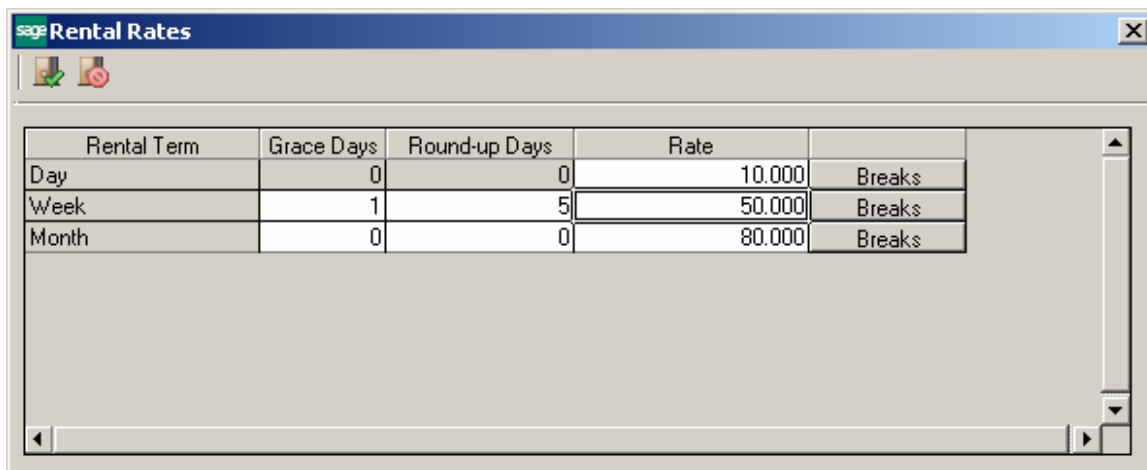 sage Rental Rates
Rental Term Grace Days Round-up Days Rate
Day 0 0 10.000 Breaks
Week 1 5 50.000 Breaks
Month 0 0 80.000 Breaks